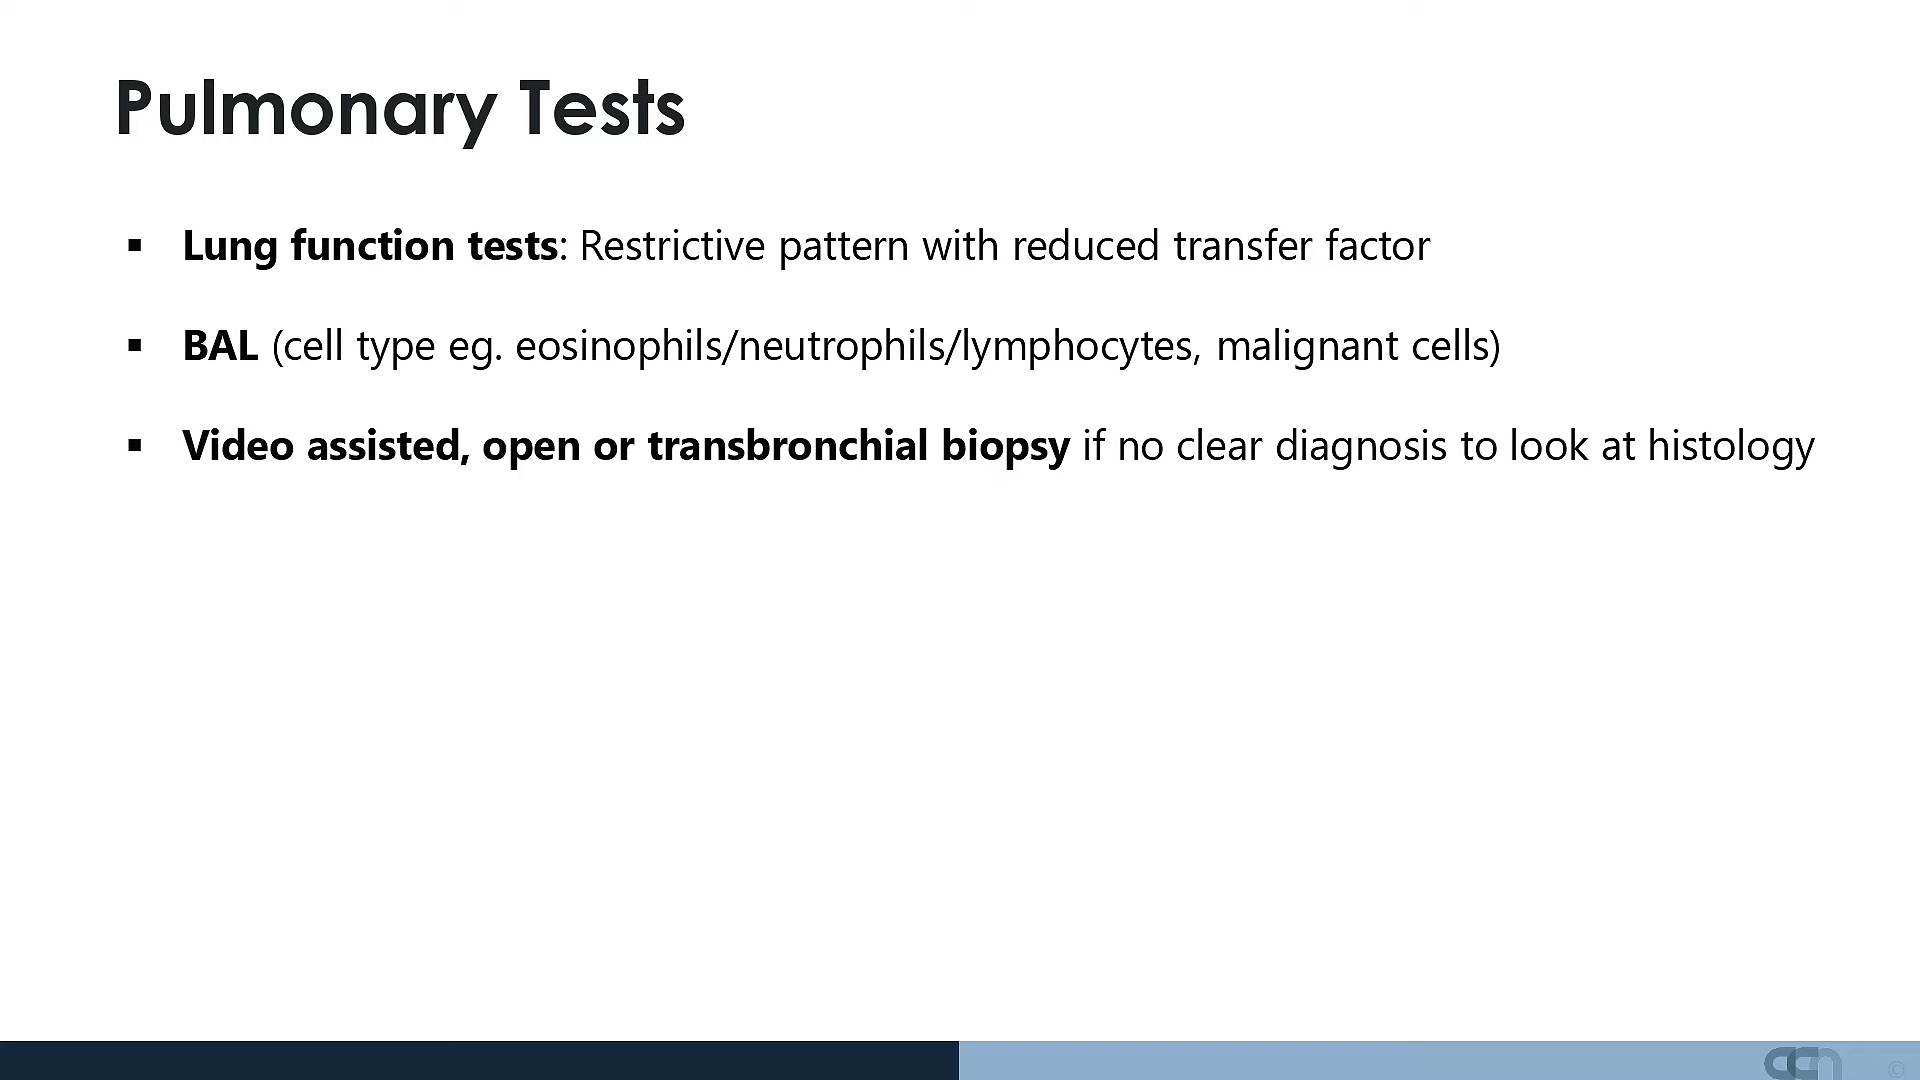 Pulmonary Tests
▪ Lung function tests: Restrictive pattern with reduced transfer factor
▪ BAL (cell type eg. eosinophils/neutrophils/lymphocytes, malignant cells)
▪ Video assisted, open or transbronchial biopsy if no clear diagnosis to look at histology
©